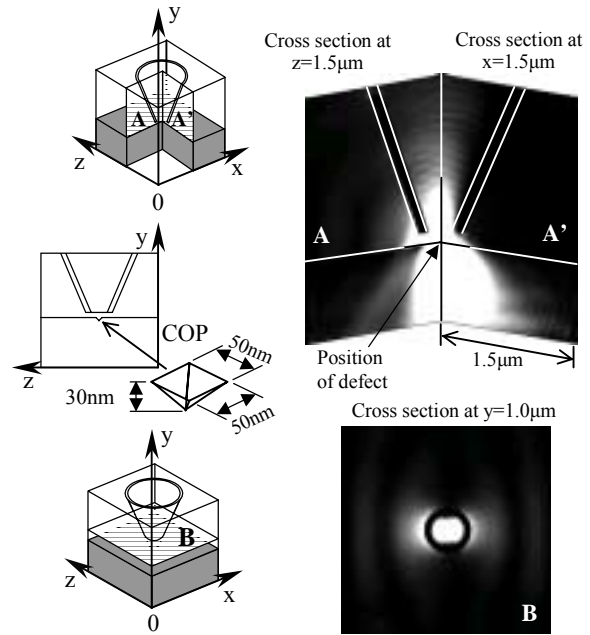 y
A
A'
z
x
0
y
COP
z
50nm
30nm
50nm
y
B
z
x
0
Cross section at
z=1.5μm
Cross section at
x=1.5μm
A
A'
Position
of defect
1.5μm
Cross section at y=1.0μm
B